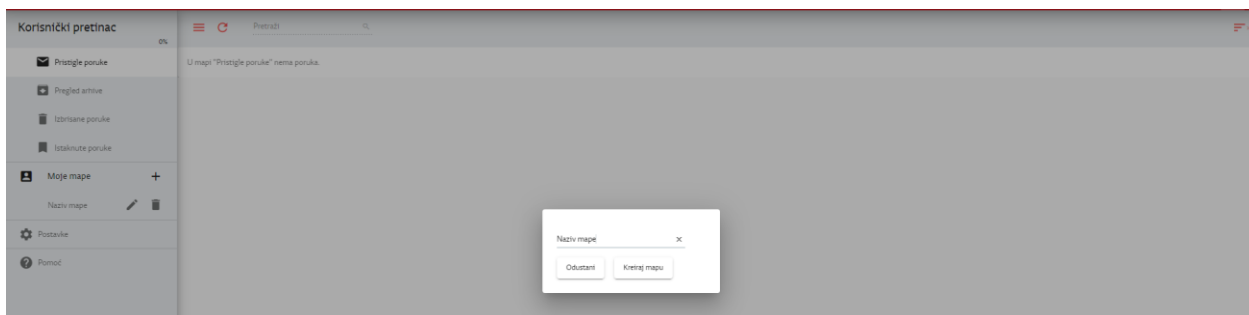 Korisnički pretinac
0%
Pretraži
Pristigle poruke
U mapi "Pristigle poruke" nema poruka.
Pregled arhive
Izbrisane poruke
Istaknute poruke
Moje mape
Naziv mape
Postavke
Pomoć
Naziv mape
Odustani
Kreiraj mapu